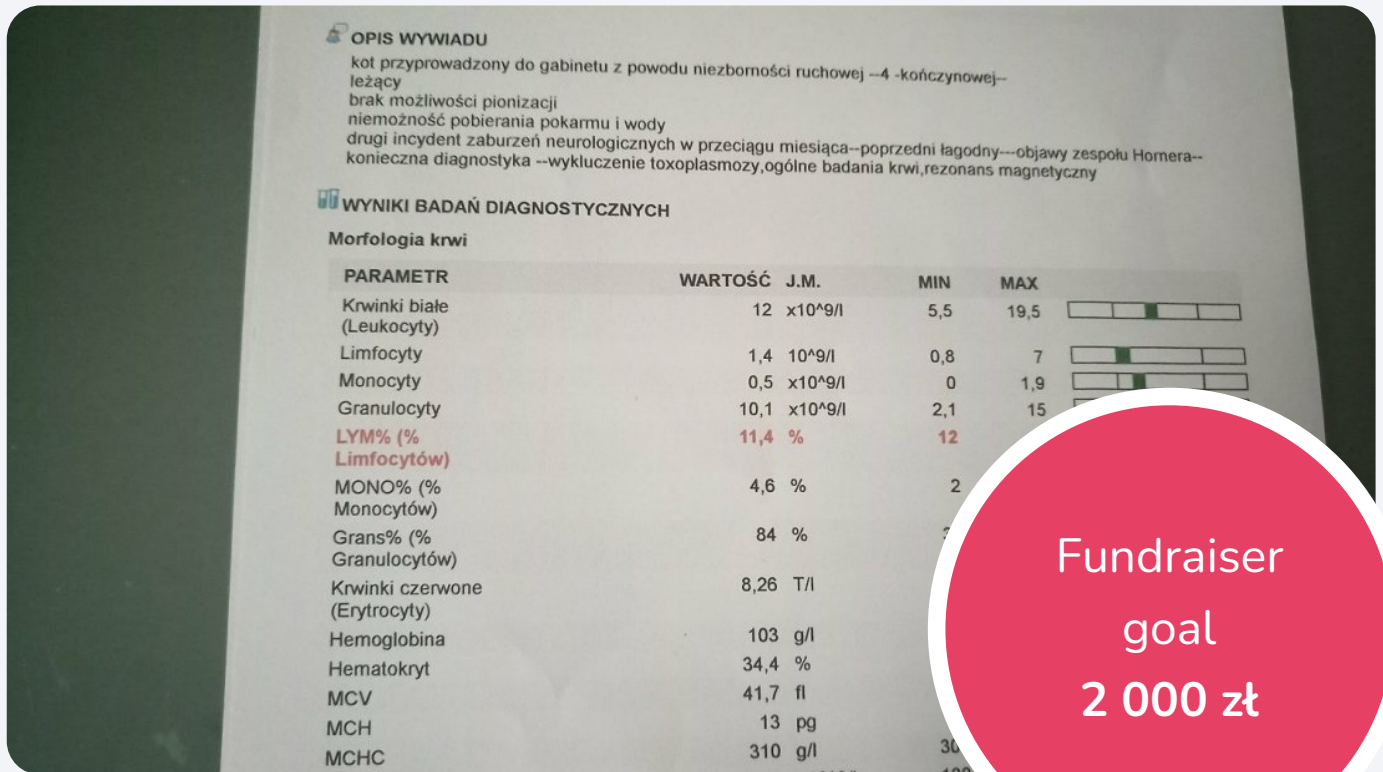 OPIS WYWIADU
kot przyprowadzony do gabinetu z powodu niezborności ruchowej --4 -kończynowej--
leżący
brak możliwości pionizacji
niemożność pobierania pokarmu i wody
drugi incydent zaburzeń neurologicznych w przeciągu miesiąca--poprzedni łagodny---objawy zespołu Hornera--
konieczna diagnostyka --wykluczenie toxoplasmozy,ogólne badania krwi,rezonans magnetyczny
WYNIKI BADAŃ DIAGNOSTYCZNYCH
Morfologia krwi
PARAMETR WARTOŚĆ J.M. MIN MAX
Krwinki białe
(Leukocyty) 12 x10^9/l 5,5 19,5
Limfocyty 1,4 10^9/l 0,8 7
Monocyty 0,5 x10^9/l 0 1,9
Granulocyty 10,1 x10^9/l 2,1 15
LYM% (%
Limfocytów) 11,4 % 12
MONO% (%
Monocytów) 4,6 % 2
Grans% (%
Granulocytów) 84 %
Krwinki czerwone
(Erytrocyty) 8,26 T/l
Hemoglobina 103 g/l
Hematokryt 34,4 %
MCV 41,7 fl
MCH 13 pg
MCHC 310 g/l
Fundraiser
goal
2 000 zł